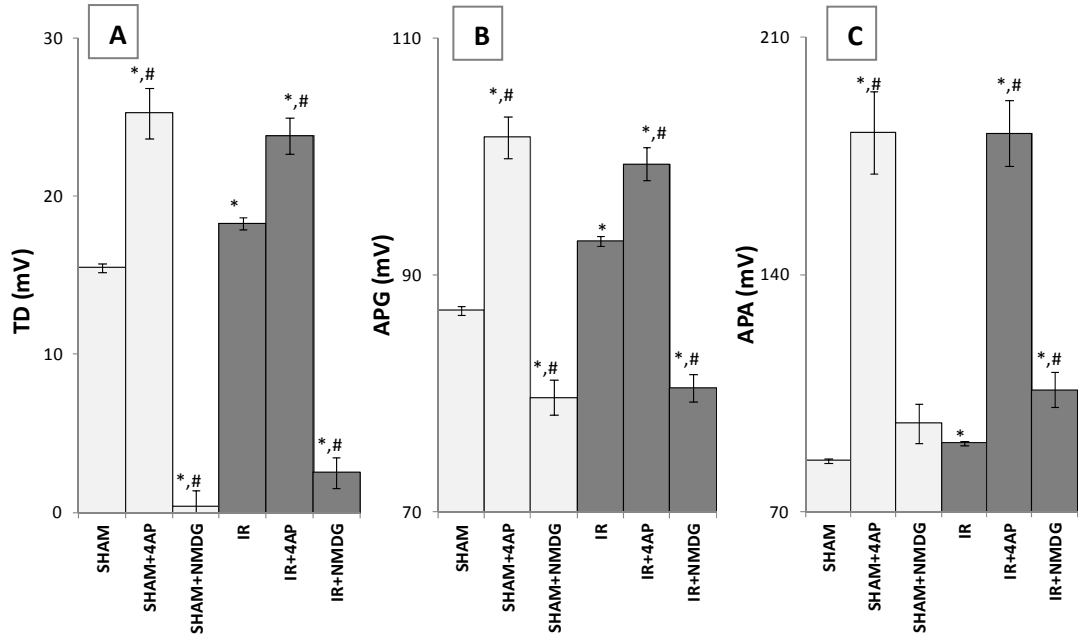 A
TD (mV)
30
20
10
0
*,#
*,#
*
*,#
*,#
SHAM
SHAM+4AP
SHAM+NMDG
IR
IR+4AP
IR+NMDG
B
APG (mV)
110
90
70
*,#
*,#
*
*,#
*,#
SHAM
SHAM+4AP
SHAM+NMDG
IR
IR+4AP
IR+NMDG
C
APA (mV)
210
140
70
*,#
*
*,#
*,#
SHAM
SHAM+4AP
SHAM+NMDG
IR
IR+4AP
IR+NMDG